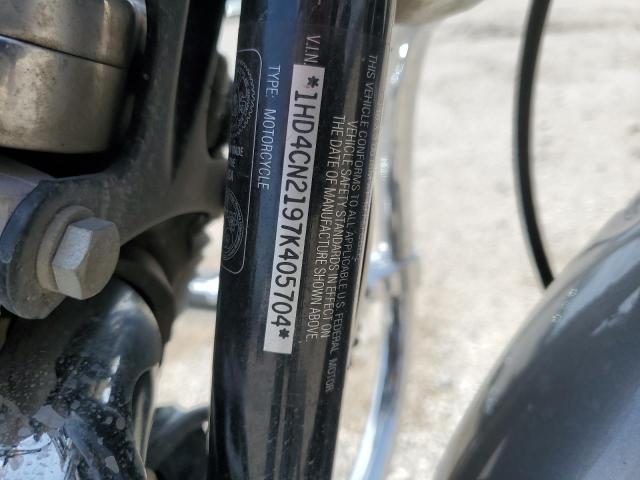 THIS VEHICLE CONFORMS TO ALL APPLICABLE U.S. FEDERAL MOTOR
VEHICLE SAFETY STANDARDS IN EFFECT ON
THE DATE OF MANUFACTURE SHOWN ABOVE.
V.I.N.
*1HD4CN2197K405704*
TYPE: MOTORCYCLE